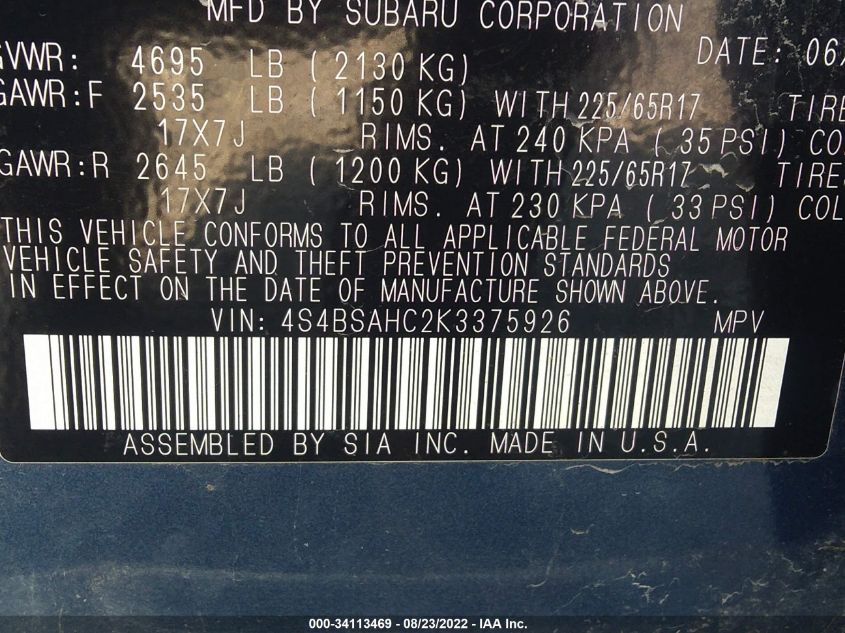 MFD BY SUBARU CORPORATION
GVWR: 4695 LB ( 2130 KG) DATE: 06/
GAWR:F 2535 LB ( 1150 KG) WITH 225/65R17 TIRE
17X7J RIMS. AT 240 KPA ( 35 PSI) CO
GAWR:R 2645 LB ( 1200 KG) WITH 225/65R17 TIRES
17X7J RIMS. AT 230 KPA ( 33 PSI) COL
THIS VEHICLE CONFORMS TO ALL APPLICABLE FEDERAL MOTOR
VEHICLE SAFETY AND THEFT PREVENTION STANDARDS
IN EFFECT ON THE DATE OF MANUFACTURE SHOWN ABOVE.
VIN: 4S4BSAHC2K3375926 MPV
ASSEMBLED BY SIA INC. MADE IN U.S.A.
000-34113469 - 08/23/2022 - IAA Inc.